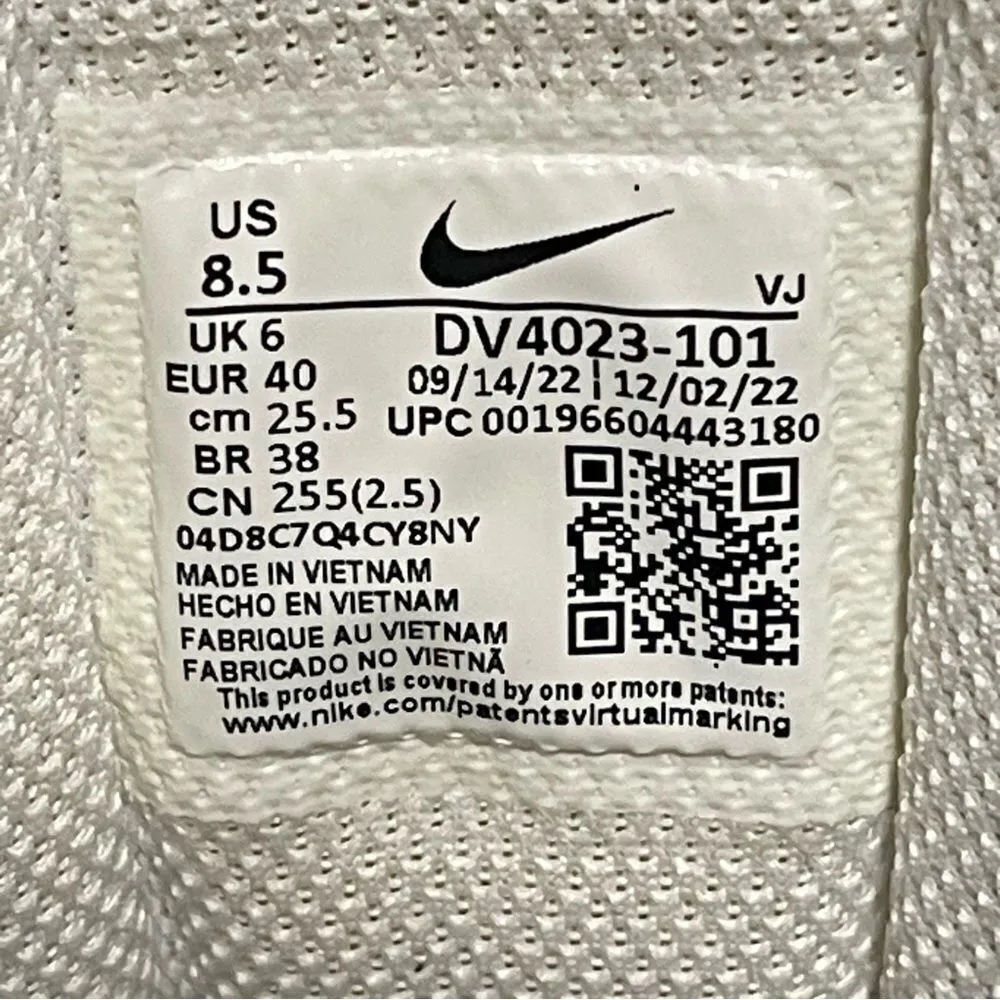 US
8.5
VJ
UK 6
DV4023-101
EUR 40
09/14/22 ¦ 12/02/22
cm 25.5
UPC 00196604443180
BR 38
CN 255(2.5)
04D8C7Q4CY8NY
MADE IN VIETNAM
HECHO EN VIETNAM
FABRIQUE AU VIETNAM
FABRICADO NO VIETNÃ
This product is covered by one or more patents:
www.nike.com/patentsvirtualmarking